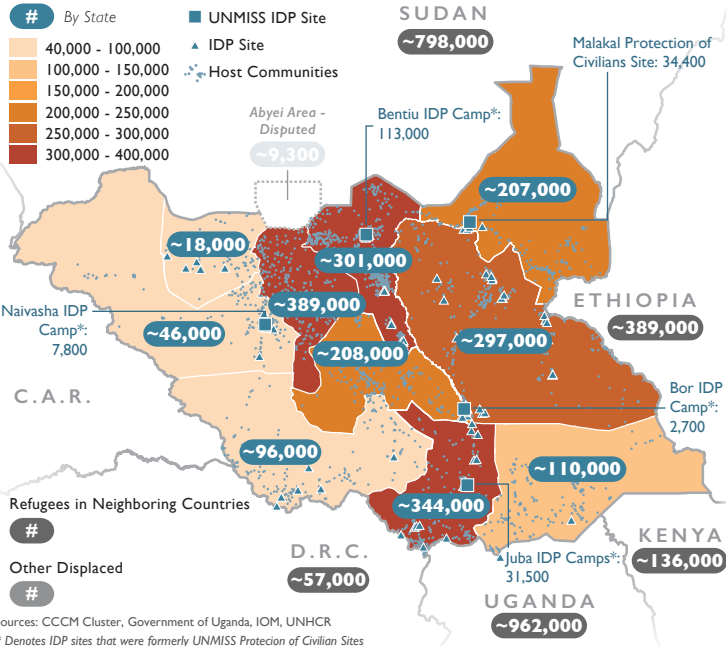 # By State
40,000 - 100,000
100,000 - 150,000
150,000 - 200,000
200,000 - 250,000
250,000 - 300,000
300,000 - 400,000
UNMISS IDP Site
IDP Site
Host Communities
SUDAN
~798,000
Malakal Protection of
Civilians Site: 34,400
Abyei Area -
Disputed
~9,300
Bentiu IDP Camp*:
113,000
~207,000
~18,000
~301,000
~389,000
ETHIOPIA
~389,000
Naivasha IDP
Camp*:
7,800
~46,000
~208,000
~297,000
C.A.R.
Bor IDP
Camp*:
2,700
~96,000
~110,000
~344,000
Refugees in Neighboring Countries
#
KENYA
~136,000
D.R.C.
~57,000
Juba IDP Camps*:
31,500
Other Displaced
#
UGANDA
~962,000
ources: CCCM Cluster, Government of Uganda, IOM, UNHCR
* Denotes IDP sites that were formerly UNMISS Protecion of Civilian Sites